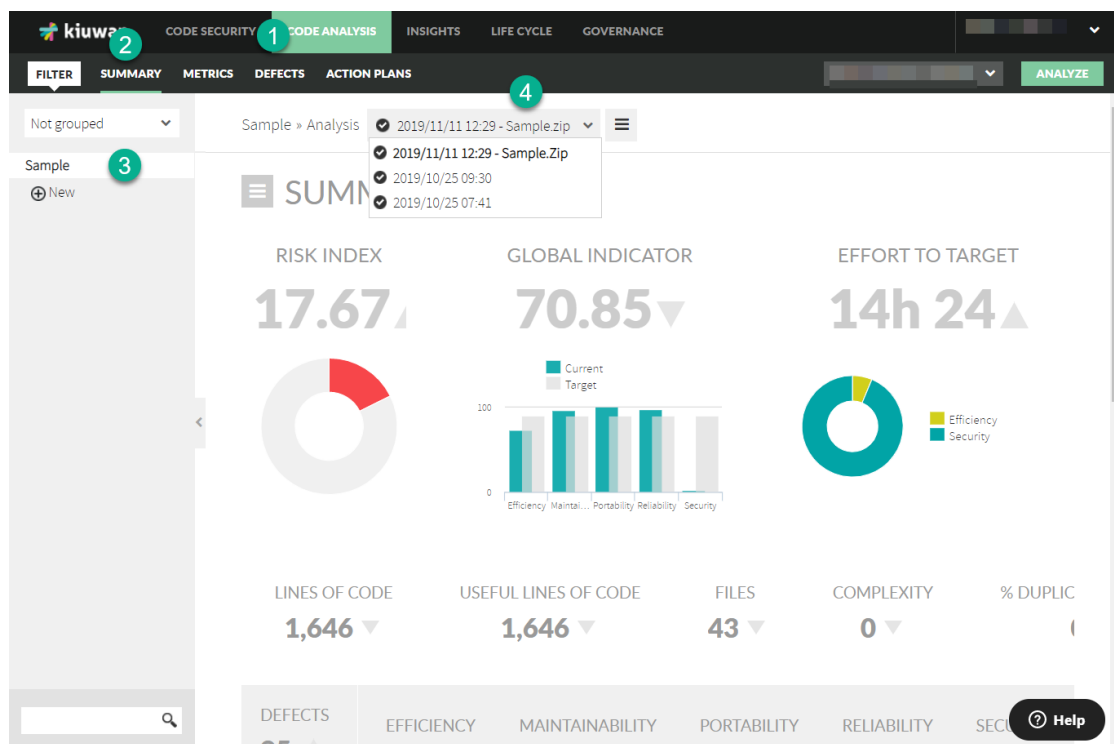 kiuwan
CODE SECURITY
1
CODE ANALYSIS
INSIGHTS
LIFE CYCLE
GOVERNANCE
2
FILTER
SUMMARY
METRICS
DEFECTS
ACTION PLANS
ANALYZE
4
Not grouped
Sample » Analysis
2019/11/11 12:29 - Sample.zip
2019/11/11 12:29 - Sample.Zip
2019/10/25 09:30
2019/10/25 07:41
Sample
3
New
SUMM
RISK INDEX
17.67
GLOBAL INDICATOR
70.85
EFFORT TO TARGET
14h 24
Current
Target
100
0
Efficiency Maintai... Portability Reliability Security
Efficiency
Security
LINES OF CODE
1,646
USEFUL LINES OF CODE
1,646
FILES
43
COMPLEXITY
0
% DUPLIC
DEFECTS
EFFICIENCY
MAINTAINABILITY
PORTABILITY
RELIABILITY
SECU
Help